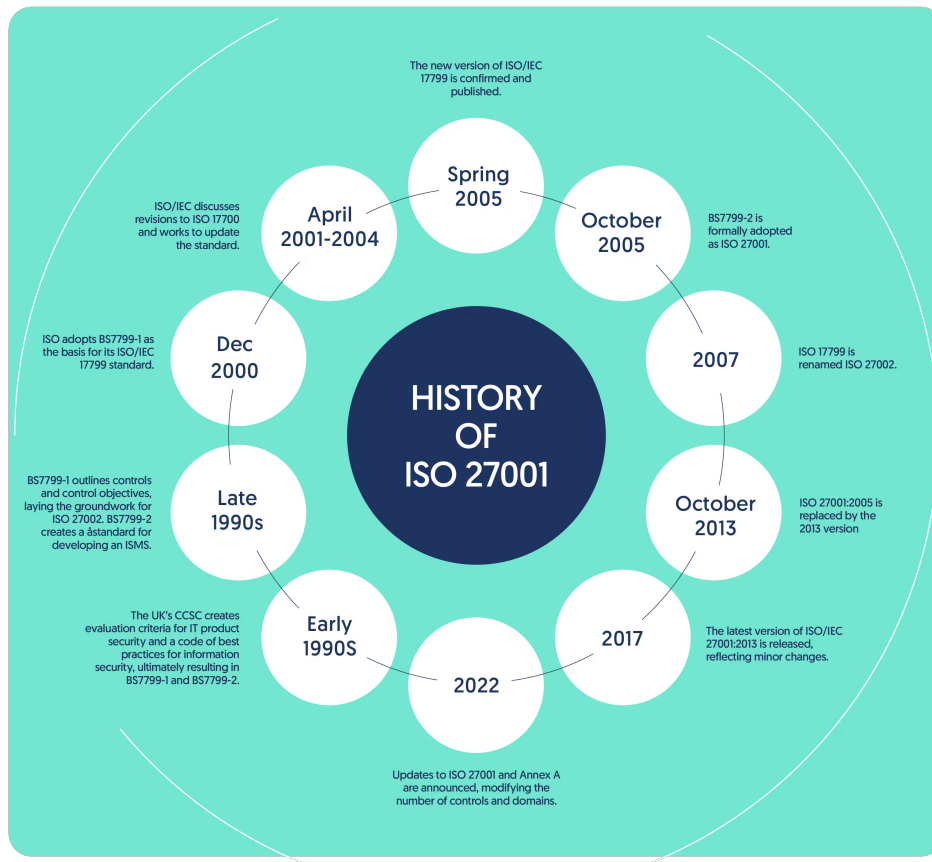 The new version of ISO/IEC
17799 is confirmed and
published.
Spring
2005
April
2001-2004
ISO/IEC discusses
revisions to ISO 17700
and works to update
the standard.
October
2005
BS7799-2 is
formally adopted
as ISO 27001.
Dec
2000
ISO adopts BS7799-1 as
the basis for its ISO/IEC
17799 standard.
2007
ISO 17799 is
renamed ISO 27002.
HISTORY
OF
ISO 27001
Late
1990s
BS7799-1 outlines controls
and control objectives,
laying the groundwork for
ISO 27002. BS7799-2
creates a åstandard for
developing an ISMS.
October
2013
ISO 27001:2005 is
replaced by the
2013 version
Early
1990S
The UK's CCSC creates
evaluation criteria for IT product
security and a code of best
practices for information
security, ultimately resulting in
BS7799-1 and BS7799-2.
2017
The latest version of ISO/IEC
27001:2013 is released,
reflecting minor changes.
2022
Updates to ISO 27001 and Annex A
are announced, modifying the
number of controls and domains.